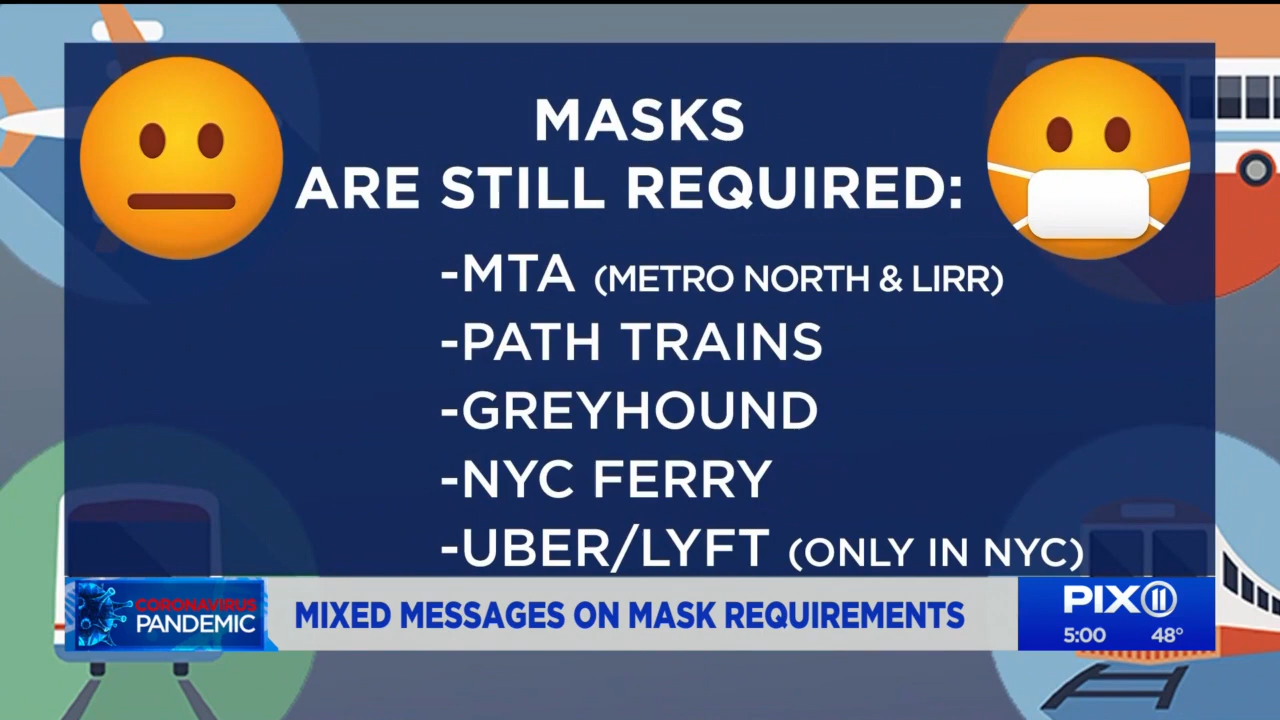 MASKS
ARE STILL REQUIRED:
-MTA (METRO NORTH & LIRR)
-PATH TRAINS
-GREYHOUND
-NYC FERRY
-UBER/LYFT (ONLY IN NYC)
CORONAVIRUS
PANDEMIC
MIXED MESSAGES ON MASK REQUIREMENTS
PIX11
5:00 48°